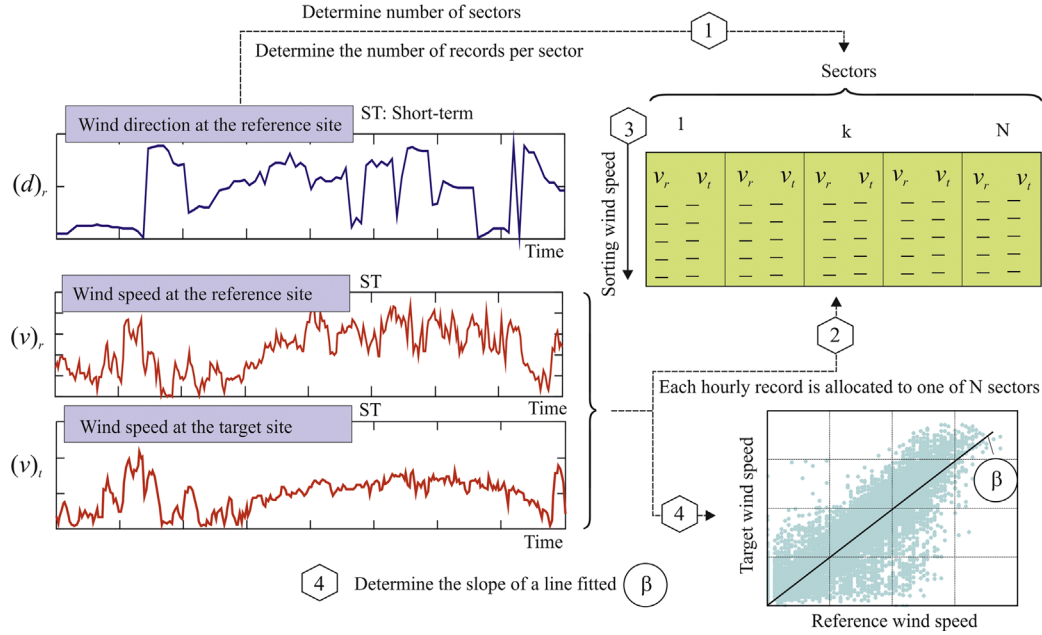 Determine number of sectors
1
Determine the number of records per sector
Sectors
ST: Short-term
Wind direction at the reference site
3
1
k
N
(d)r
Sorting wind speed
vr vt vr vt vr vt vr vt vr vt
Time
ST
Wind speed at the reference site
(v)r
2
Each hourly record is allocated to one of N sectors
Time
ST
Wind speed at the target site
(v)t
Target wind speed
β
4
Time
4 Determine the slope of a line fitted β
Reference wind speed